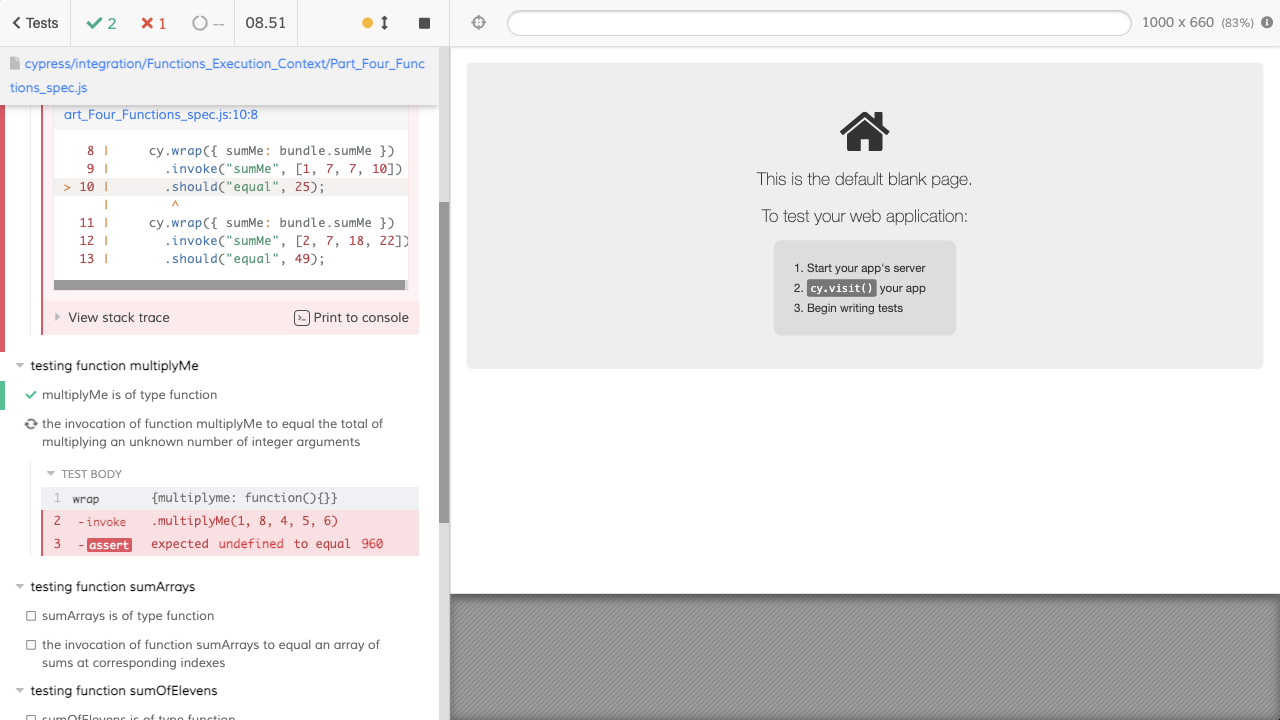 Tests
2
1
--
08.51
1000 x 660 (83%)
cypress/integration/Functions_Execution_Context/Part_Four_Func
tions_spec.js
art_Four_Functions_spec.js:10:8
8 | cy.wrap({ sumMe: bundle.sumMe })
9 | .invoke("sumMe", [1, 7, 7, 10])
> 10 | .should("equal", 25);
| ^
11 | cy.wrap({ sumMe: bundle.sumMe })
12 | .invoke("sumMe", [2, 7, 18, 22])
13 | .should("equal", 49);
View stack trace
Print to console
testing function multiplyMe
multiplyMe is of type function
the invocation of function multiplyMe to equal the total of
multiplying an unknown number of integer arguments
TEST BODY
1 wrap {multiplyme: function(){}}
2 -invoke .multiplyMe(1, 8, 4, 5, 6)
3 -assert expected undefined to equal 960
testing function sumArrays
sumArrays is of type function
the invocation of function sumArrays to equal an array of
sums at corresponding indexes
testing function sumOfElevens
sumOfElevens is of type function
This is the default blank page.
To test your web application:
1. Start your app's server
2. cy.visit() your app
3. Begin writing tests